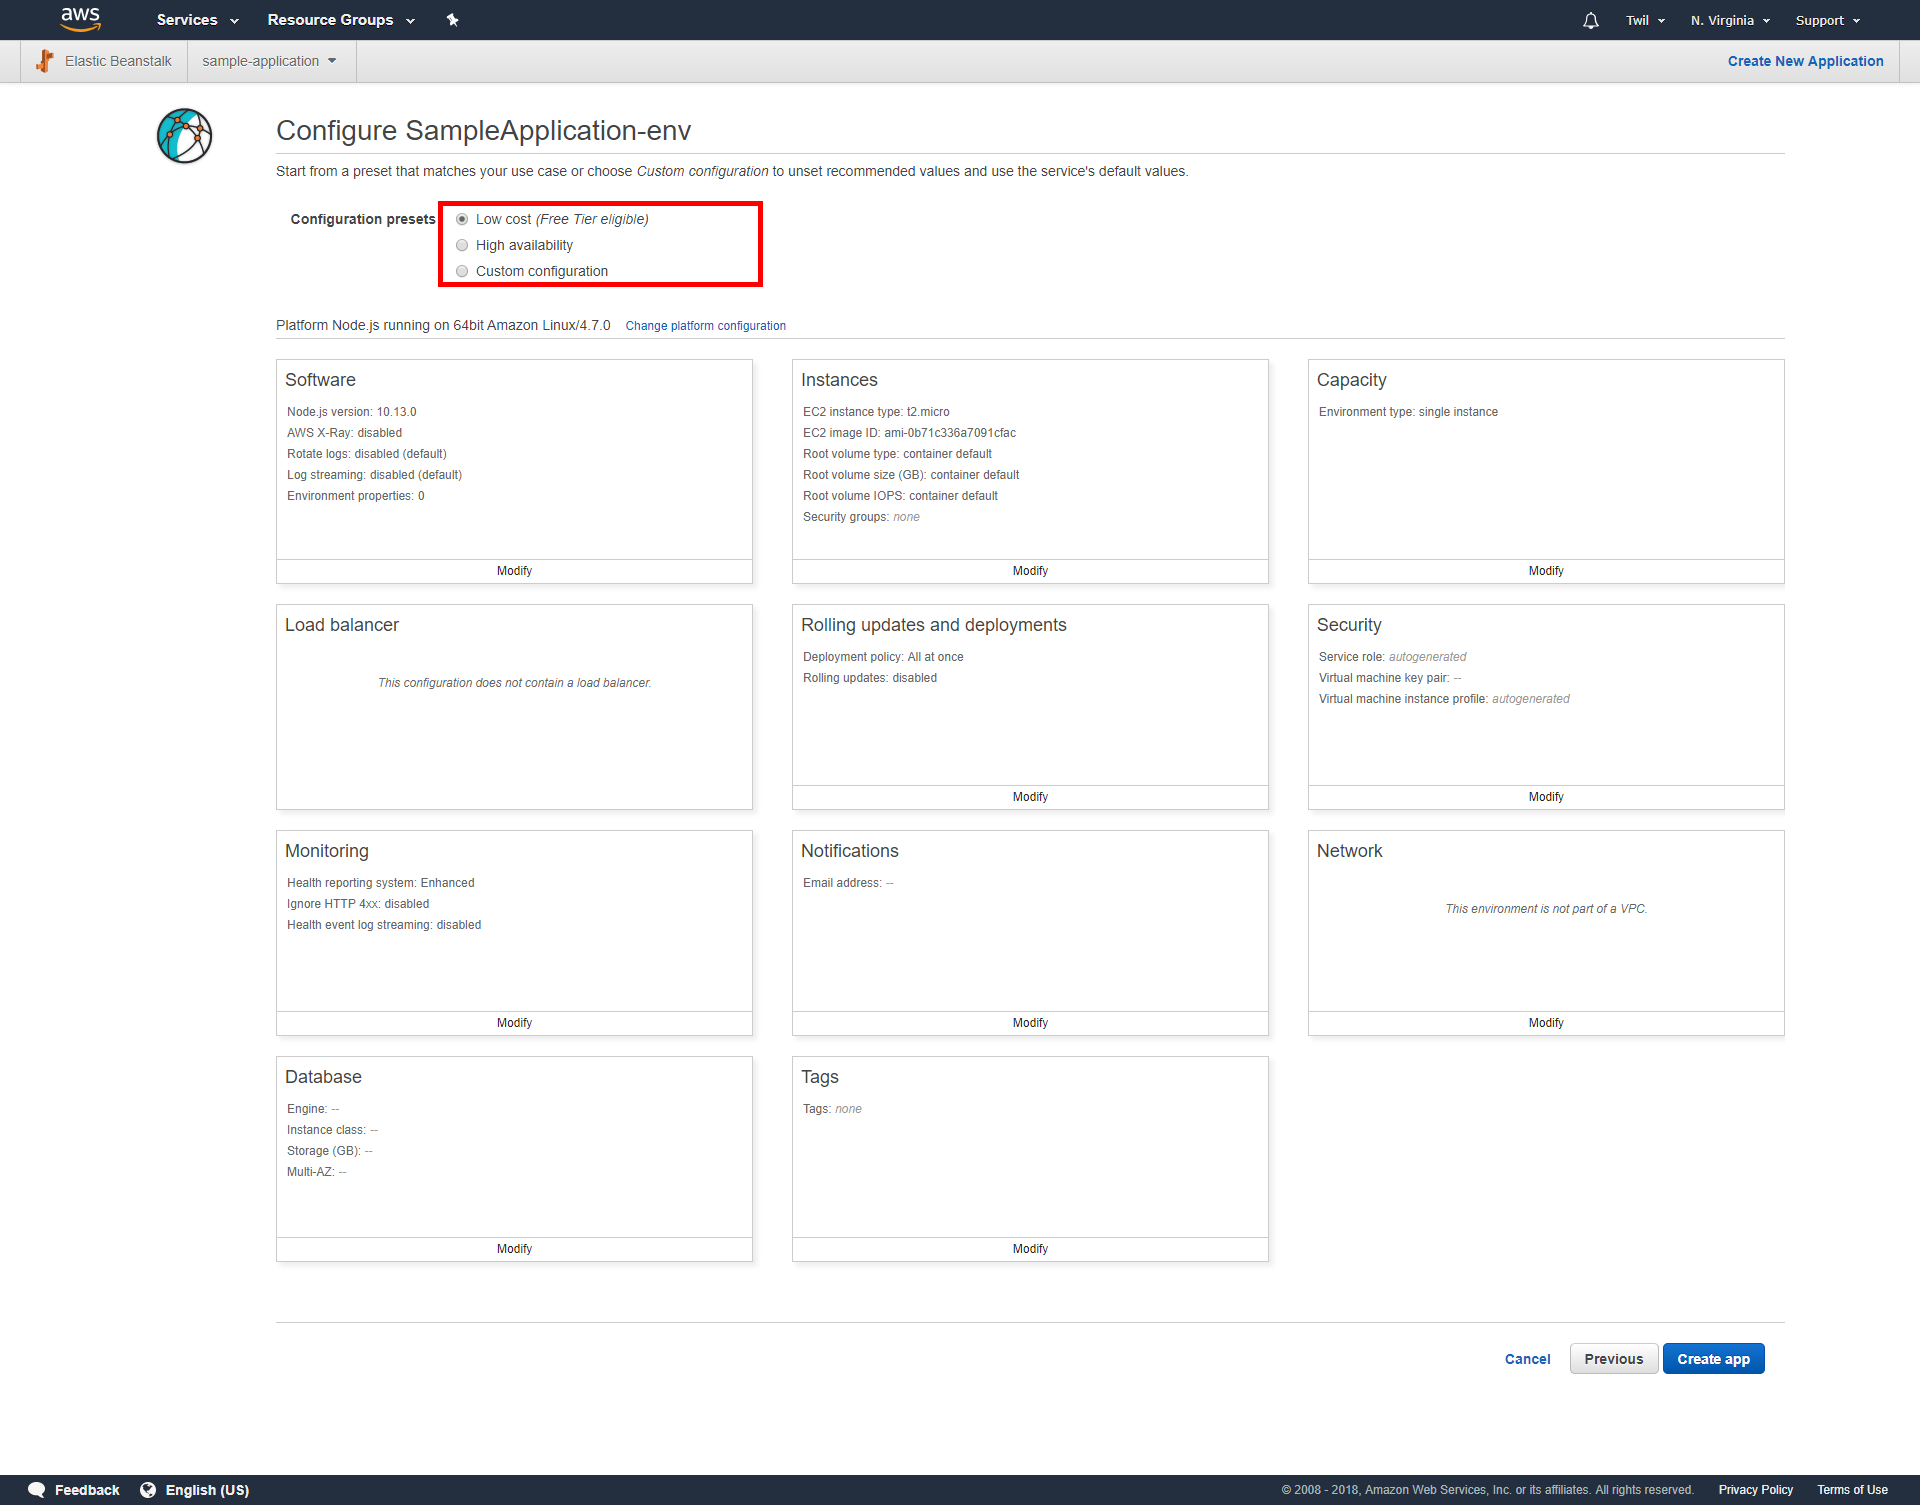 aws Services Resource Groups Twil N. Virginia Support
Elastic Beanstalk sample-application Create New Application
Configure SampleApplication-env
Start from a preset that matches your use case or choose Custom configuration to unset recommended values and use the service's default values.
Configuration presets Low cost (Free Tier eligible)
High availability
Custom configuration
Platform Node.js running on 64bit Amazon Linux/4.7.0 Change platform configuration
Software
Node.js version: 10.13.0
AWS X-Ray: disabled
Rotate logs: disabled (default)
Log streaming: disabled (default)
Environment properties: 0
Modify
Instances
EC2 instance type: t2.micro
EC2 image ID: ami-0b71c336a7091cfac
Root volume type: container default
Root volume size (GB): container default
Root volume IOPS: container default
Security groups: none
Modify
Capacity
Environment type: single instance
Modify
Load balancer
This configuration does not contain a load balancer.
Rolling updates and deployments
Deployment policy: All at once
Rolling updates: disabled
Modify
Security
Service role: autogenerated
Virtual machine key pair: --
Virtual machine instance profile: autogenerated
Modify
Monitoring
Health reporting system: Enhanced
Ignore HTTP 4xx: disabled
Health event log streaming: disabled
Modify
Notifications
Email address: --
Modify
Network
This environment is not part of a VPC.
Modify
Database
Engine: --
Instance class: --
Storage (GB): --
Multi-AZ: --
Modify
Tags
Tags: none
Modify
Cancel Previous Create app
Feedback English (US) © 2008 - 2018, Amazon Web Services, Inc. or its affiliates. All rights reserved. Privacy Policy Terms of Use